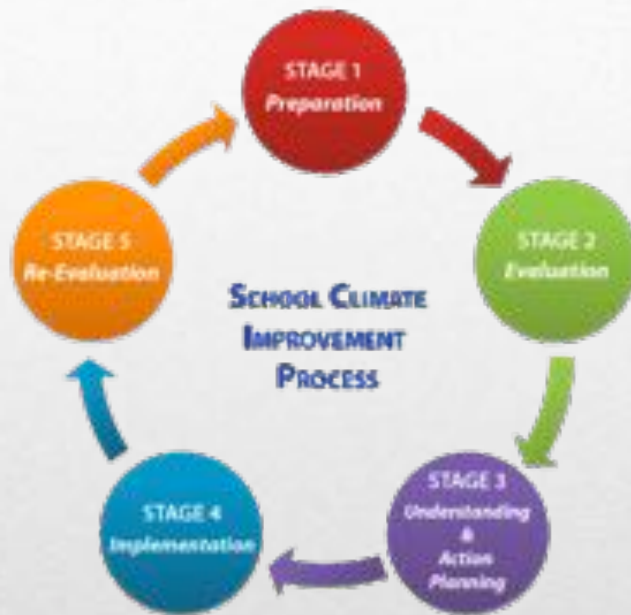 STAGE 1
Preparation
STAGE 2
Evaluation
STAGE 3
Understanding
&
Action
Planning
STAGE 4
Implementation
STAGE 5
Re-Evaluation
SCHOOL CLIMATE
IMPROVEMENT
PROCESS